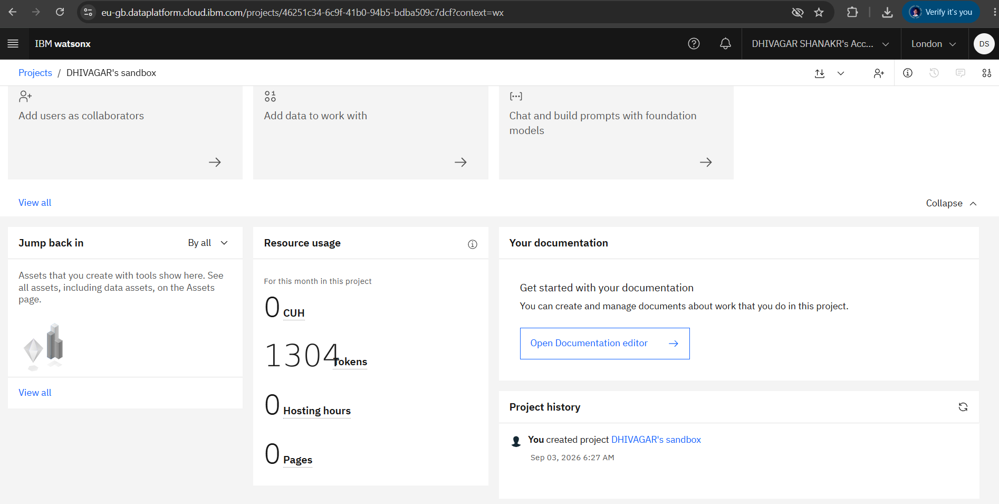 eu-gb.dataplatform.cloud.ibm.com/projects/46251c34-6c9f-41b0-94b5-bdba509c7dcf?context=wx
Verify it's you
IBM watsonx
DHIVAGAR SHANAKR's Acc...
London
DS
Projects / DHIVAGAR's sandbox
Add users as collaborators
Add data to work with
Chat and build prompts with foundation
models
View all
Collapse
Jump back in
By all
Assets that you create with tools show here. See
all assets, including data assets, on the Assets
page.
View all
Resource usage
For this month in this project
0 CUH
1304 Tokens
0 Hosting hours
0 Pages
Your documentation
Get started with your documentation
You can create and manage documents about work that you do in this project.
Open Documentation editor
Project history
You created project DHIVAGAR's sandbox
Sep 03, 2026 6:27 AM